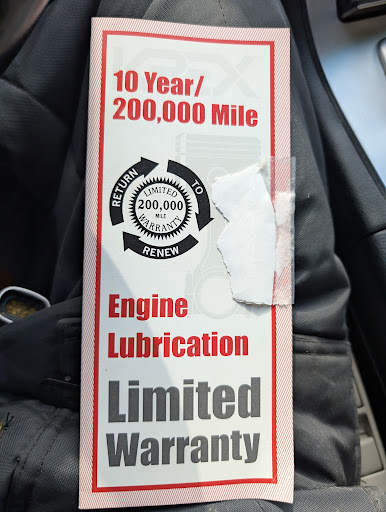 10 Year/
200,000 Mile
RETURN
TO
RENEW
LIMITED
200,000
MILE
WARRANTY
Engine
Lubrication
Limited
Warranty